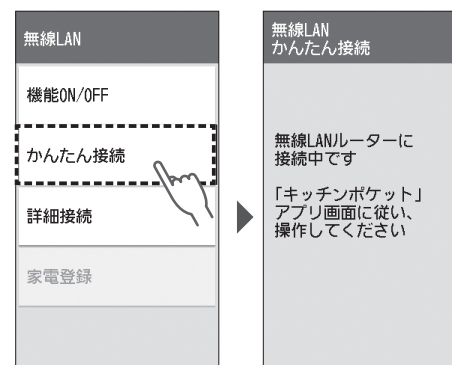 無線LAN
機能ON/OFF
かんたん接続
詳細接続
家電登録
無線LAN
かんたん接続
無線LANルーターに
接続中です
「キッチンポケット」
アプリ画面に従い、
操作してください